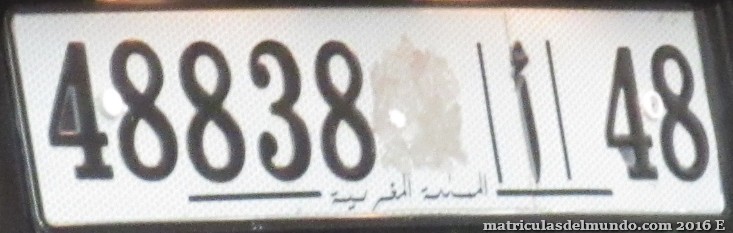 48838 | أ | 48
المملكة المغربية
matriculasdelmundo.com 2016 E